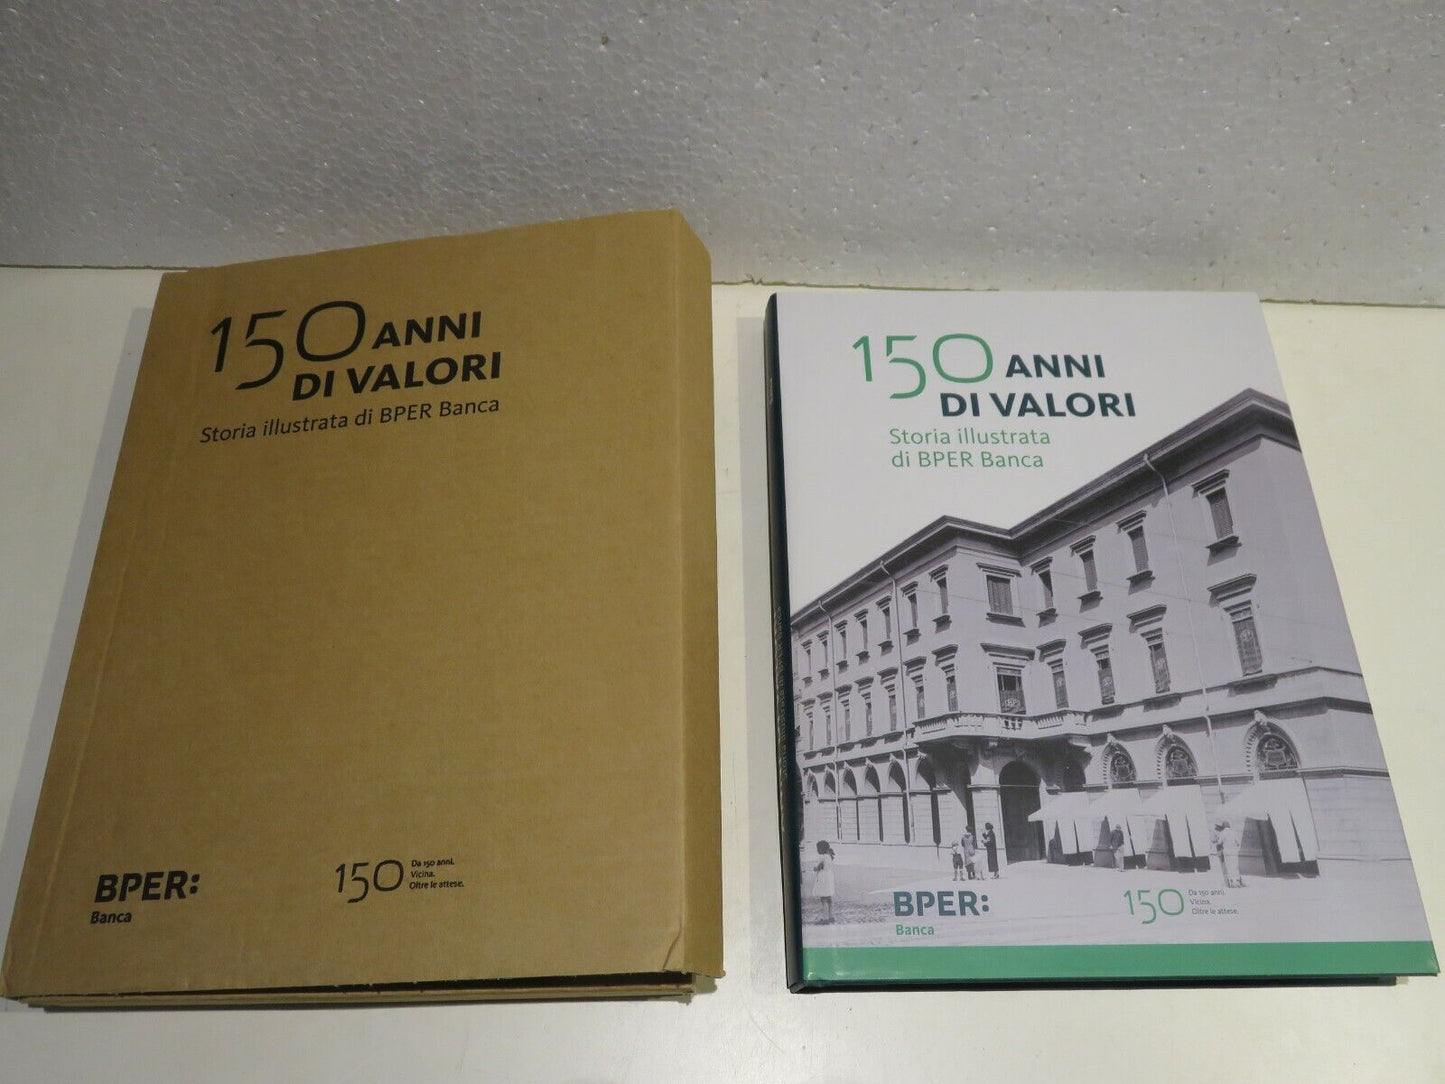 150 ANNI
DI VALORI
Storia illustrata di BPER Banca
BPER:
Banca
150
Da 150 anni.
Vicina.
Oltre le attese.
150 ANNI
DI VALORI
Storia illustrata
di BPER Banca
BPER:
Banca
150
Da 150 anni.
Vicina.
Oltre le attese.